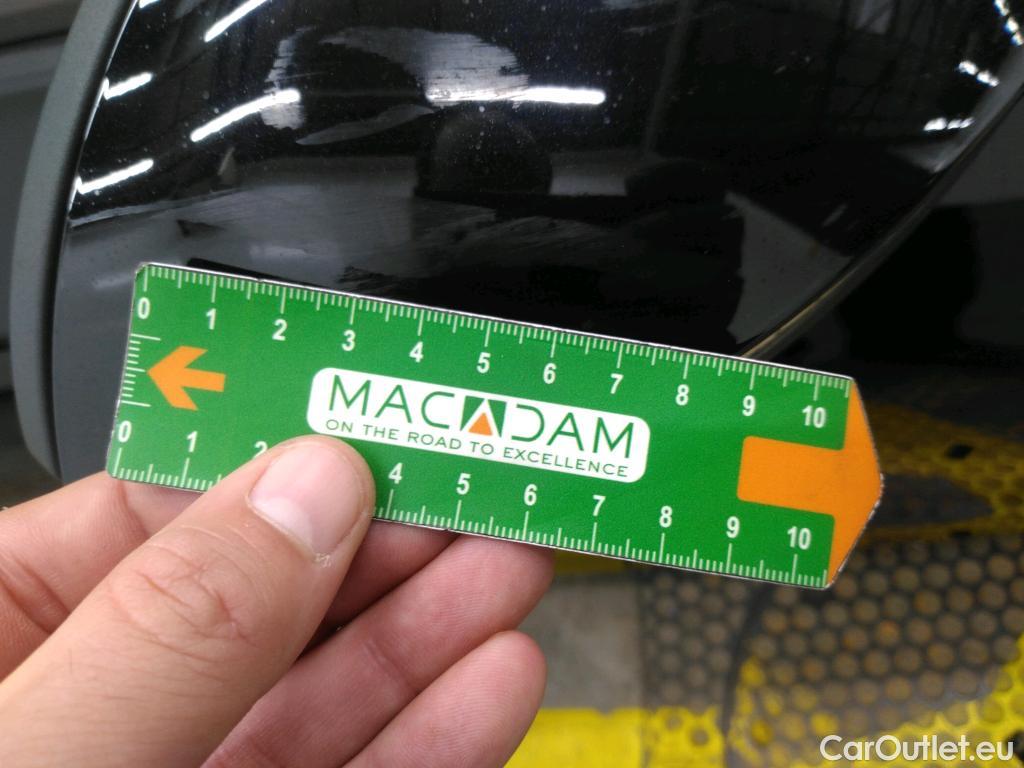 0 1 2 3 4 5 6 7 8 9 10
MACADAM
ON THE ROAD TO EXCELLENCE
0 1 2 4 5 6 7 8 9 10
CarOutlet.eu